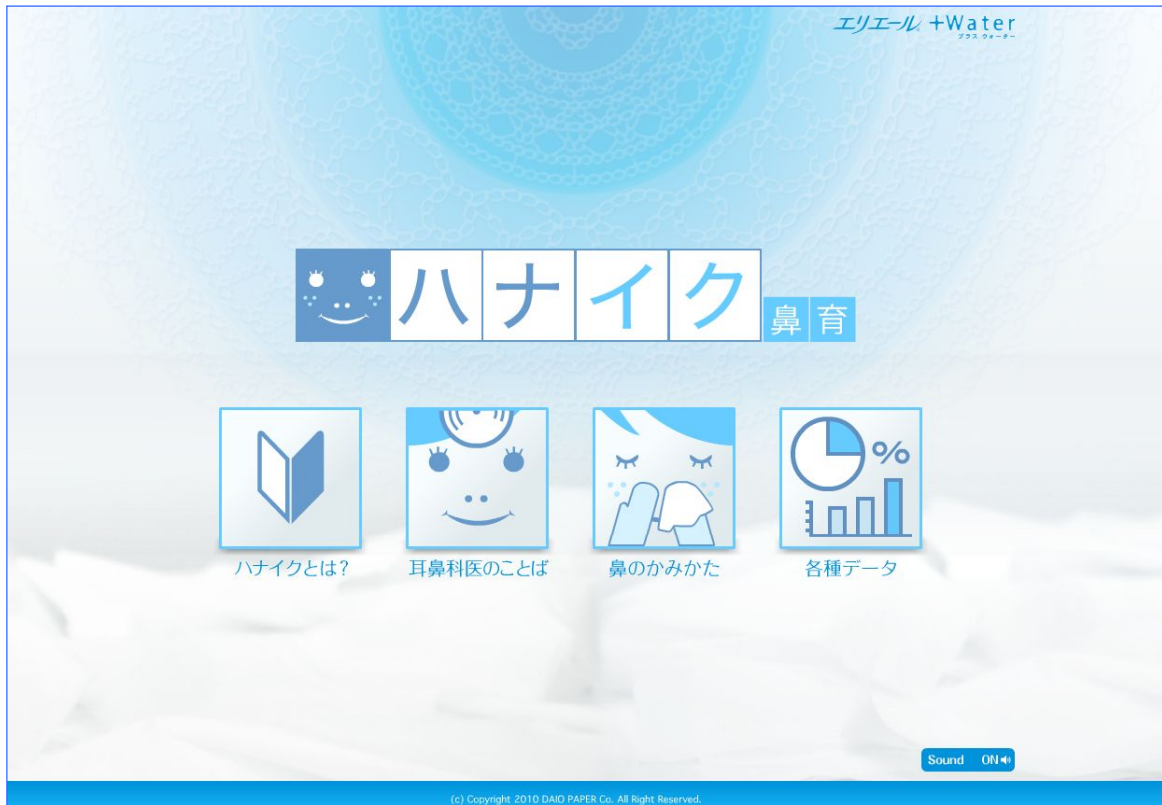 エリエール +Water
プラス ウォーター
ハナイク
鼻育
%
ハナイクとは?
耳鼻科医のことば
鼻のかみかた
各種データ
Sound ON
(c) Copyright 2010 DAIO PAPER Co. All Right Reserved.